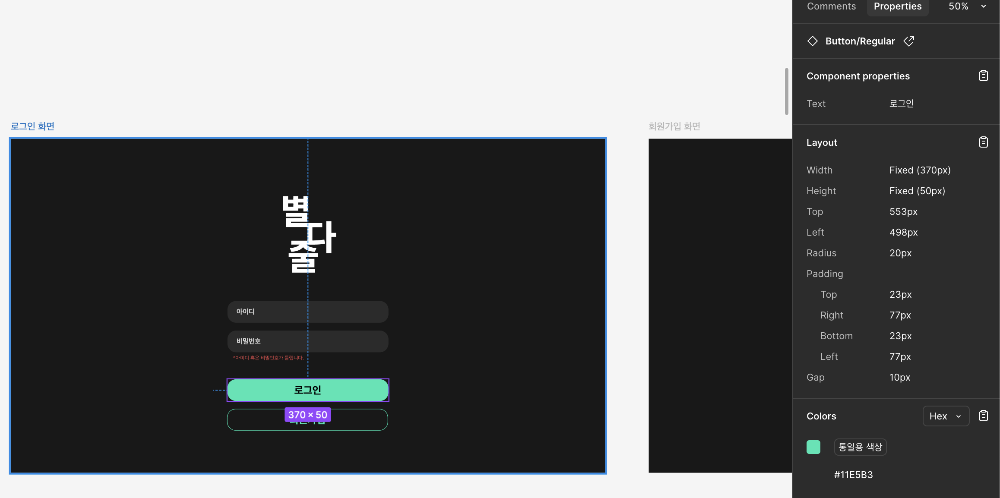 Comments Properties 50%
Button/Regular
Component properties
Text 로그인
로그인 화면
회원가입 화면
별
다
줄
아이디
비밀번호
*아이디 혹은 비밀번호가 틀립니다.
로그인
370 × 50
Layout
Width Fixed (370px)
Height Fixed (50px)
Top 553px
Left 498px
Radius 20px
Padding
Top 23px
Right 77px
Bottom 23px
Left 77px
Gap 10px
Colors Hex
통일용 색상
#11E5B3